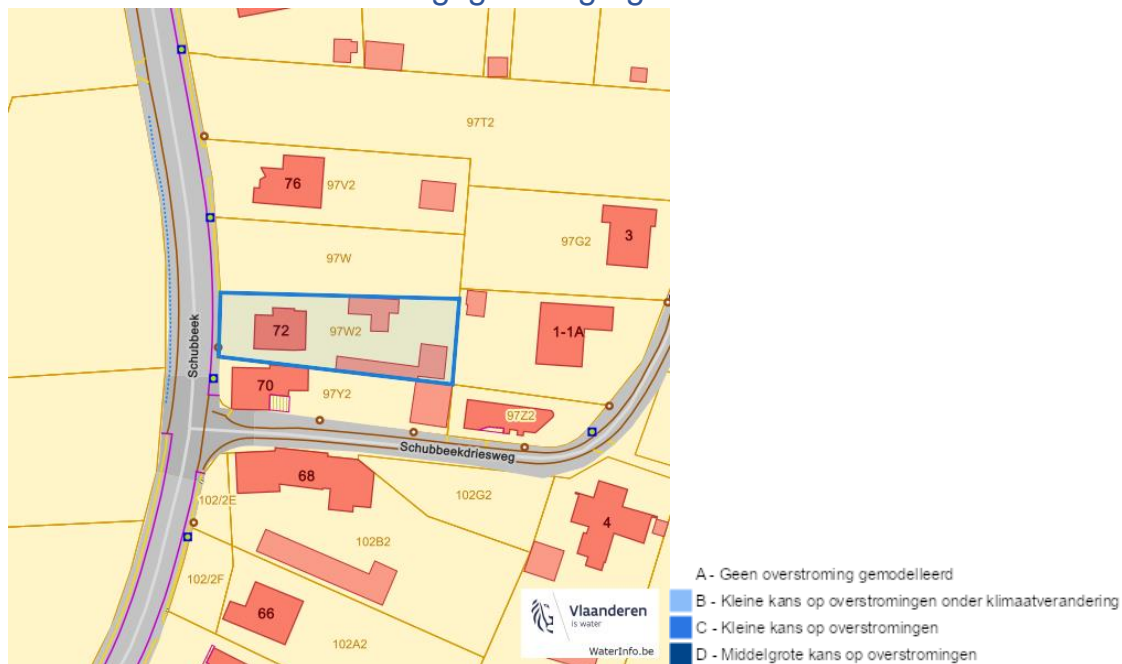 97T2
76
97V2
97G2
3
97W
Schubbeek
72
97W2
1-1A
70
97Y2
97Z2
Schubbeekdriesweg
68
102G2
102/2E
4
102B2
102/2F
66
102A2
Vlaanderen
is water
WaterInfo.be
A - Geen overstroming gemodelleerd
B - Kleine kans op overstromingen onder klimaatverandering
C - Kleine kans op overstromingen
D - Middelgrote kans op overstromingen